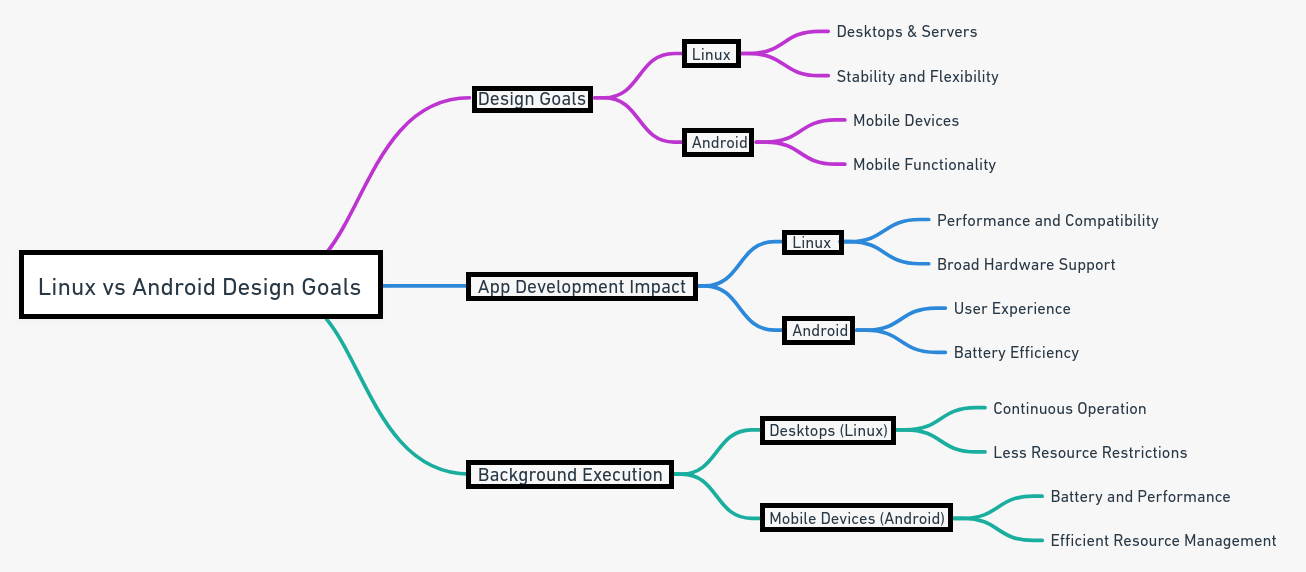 Linux vs Android Design Goals
Design Goals
Linux
Desktops & Servers
Stability and Flexibility
Android
Mobile Devices
Mobile Functionality
App Development Impact
Linux
Performance and Compatibility
Broad Hardware Support
Android
User Experience
Battery Efficiency
Background Execution
Desktops (Linux)
Continuous Operation
Less Resource Restrictions
Mobile Devices (Android)
Battery and Performance
Efficient Resource Management